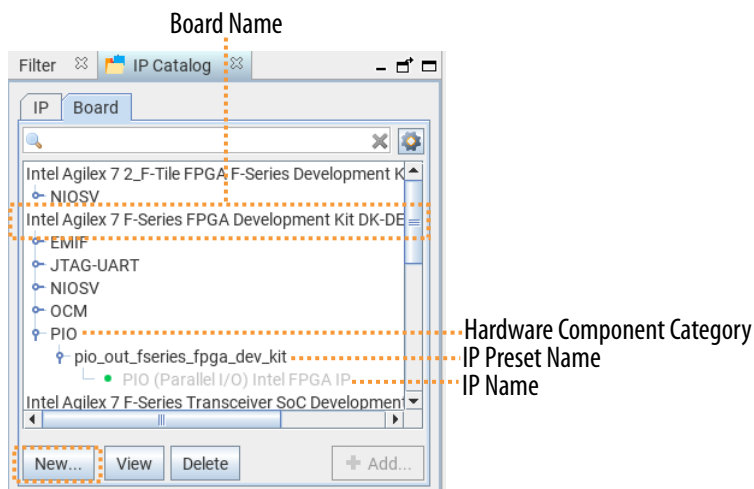 Board Name
Filter IP Catalog
IP Board
Intel Agilex 7 2_F-Tile FPGA F-Series Development K
NIOSV
Intel Agilex 7 F-Series FPGA Development Kit DK-DE
EMIF
JTAG-UART
NIOSV
OCM
PIO Hardware Component Category
pio_out_fseries_fpga_dev_kit IP Preset Name
PIO (Parallel I/O) Intel FPGA IP IP Name
Intel Agilex 7 F-Series Transceiver SoC Development
New... View Delete + Add...